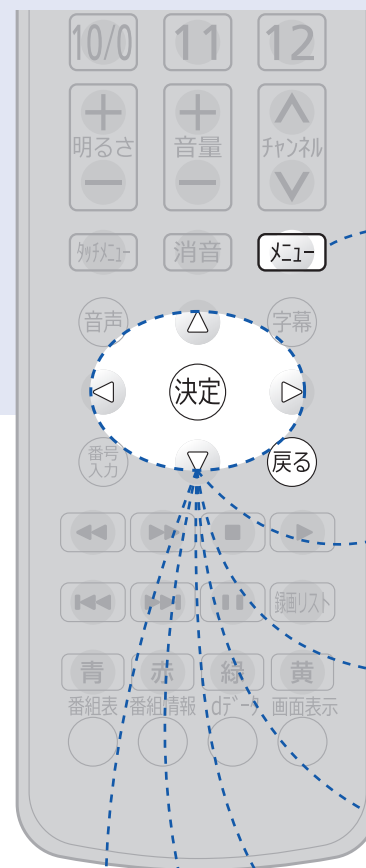 10/0 11 12
明るさ 音量 チャンネル
タッチメニュー 消音 メニュー
音声 字幕
決定
番号
入力
戻る
録画リスト
青 赤 緑 黄
番組表 番組情報 dデータ 画面表示